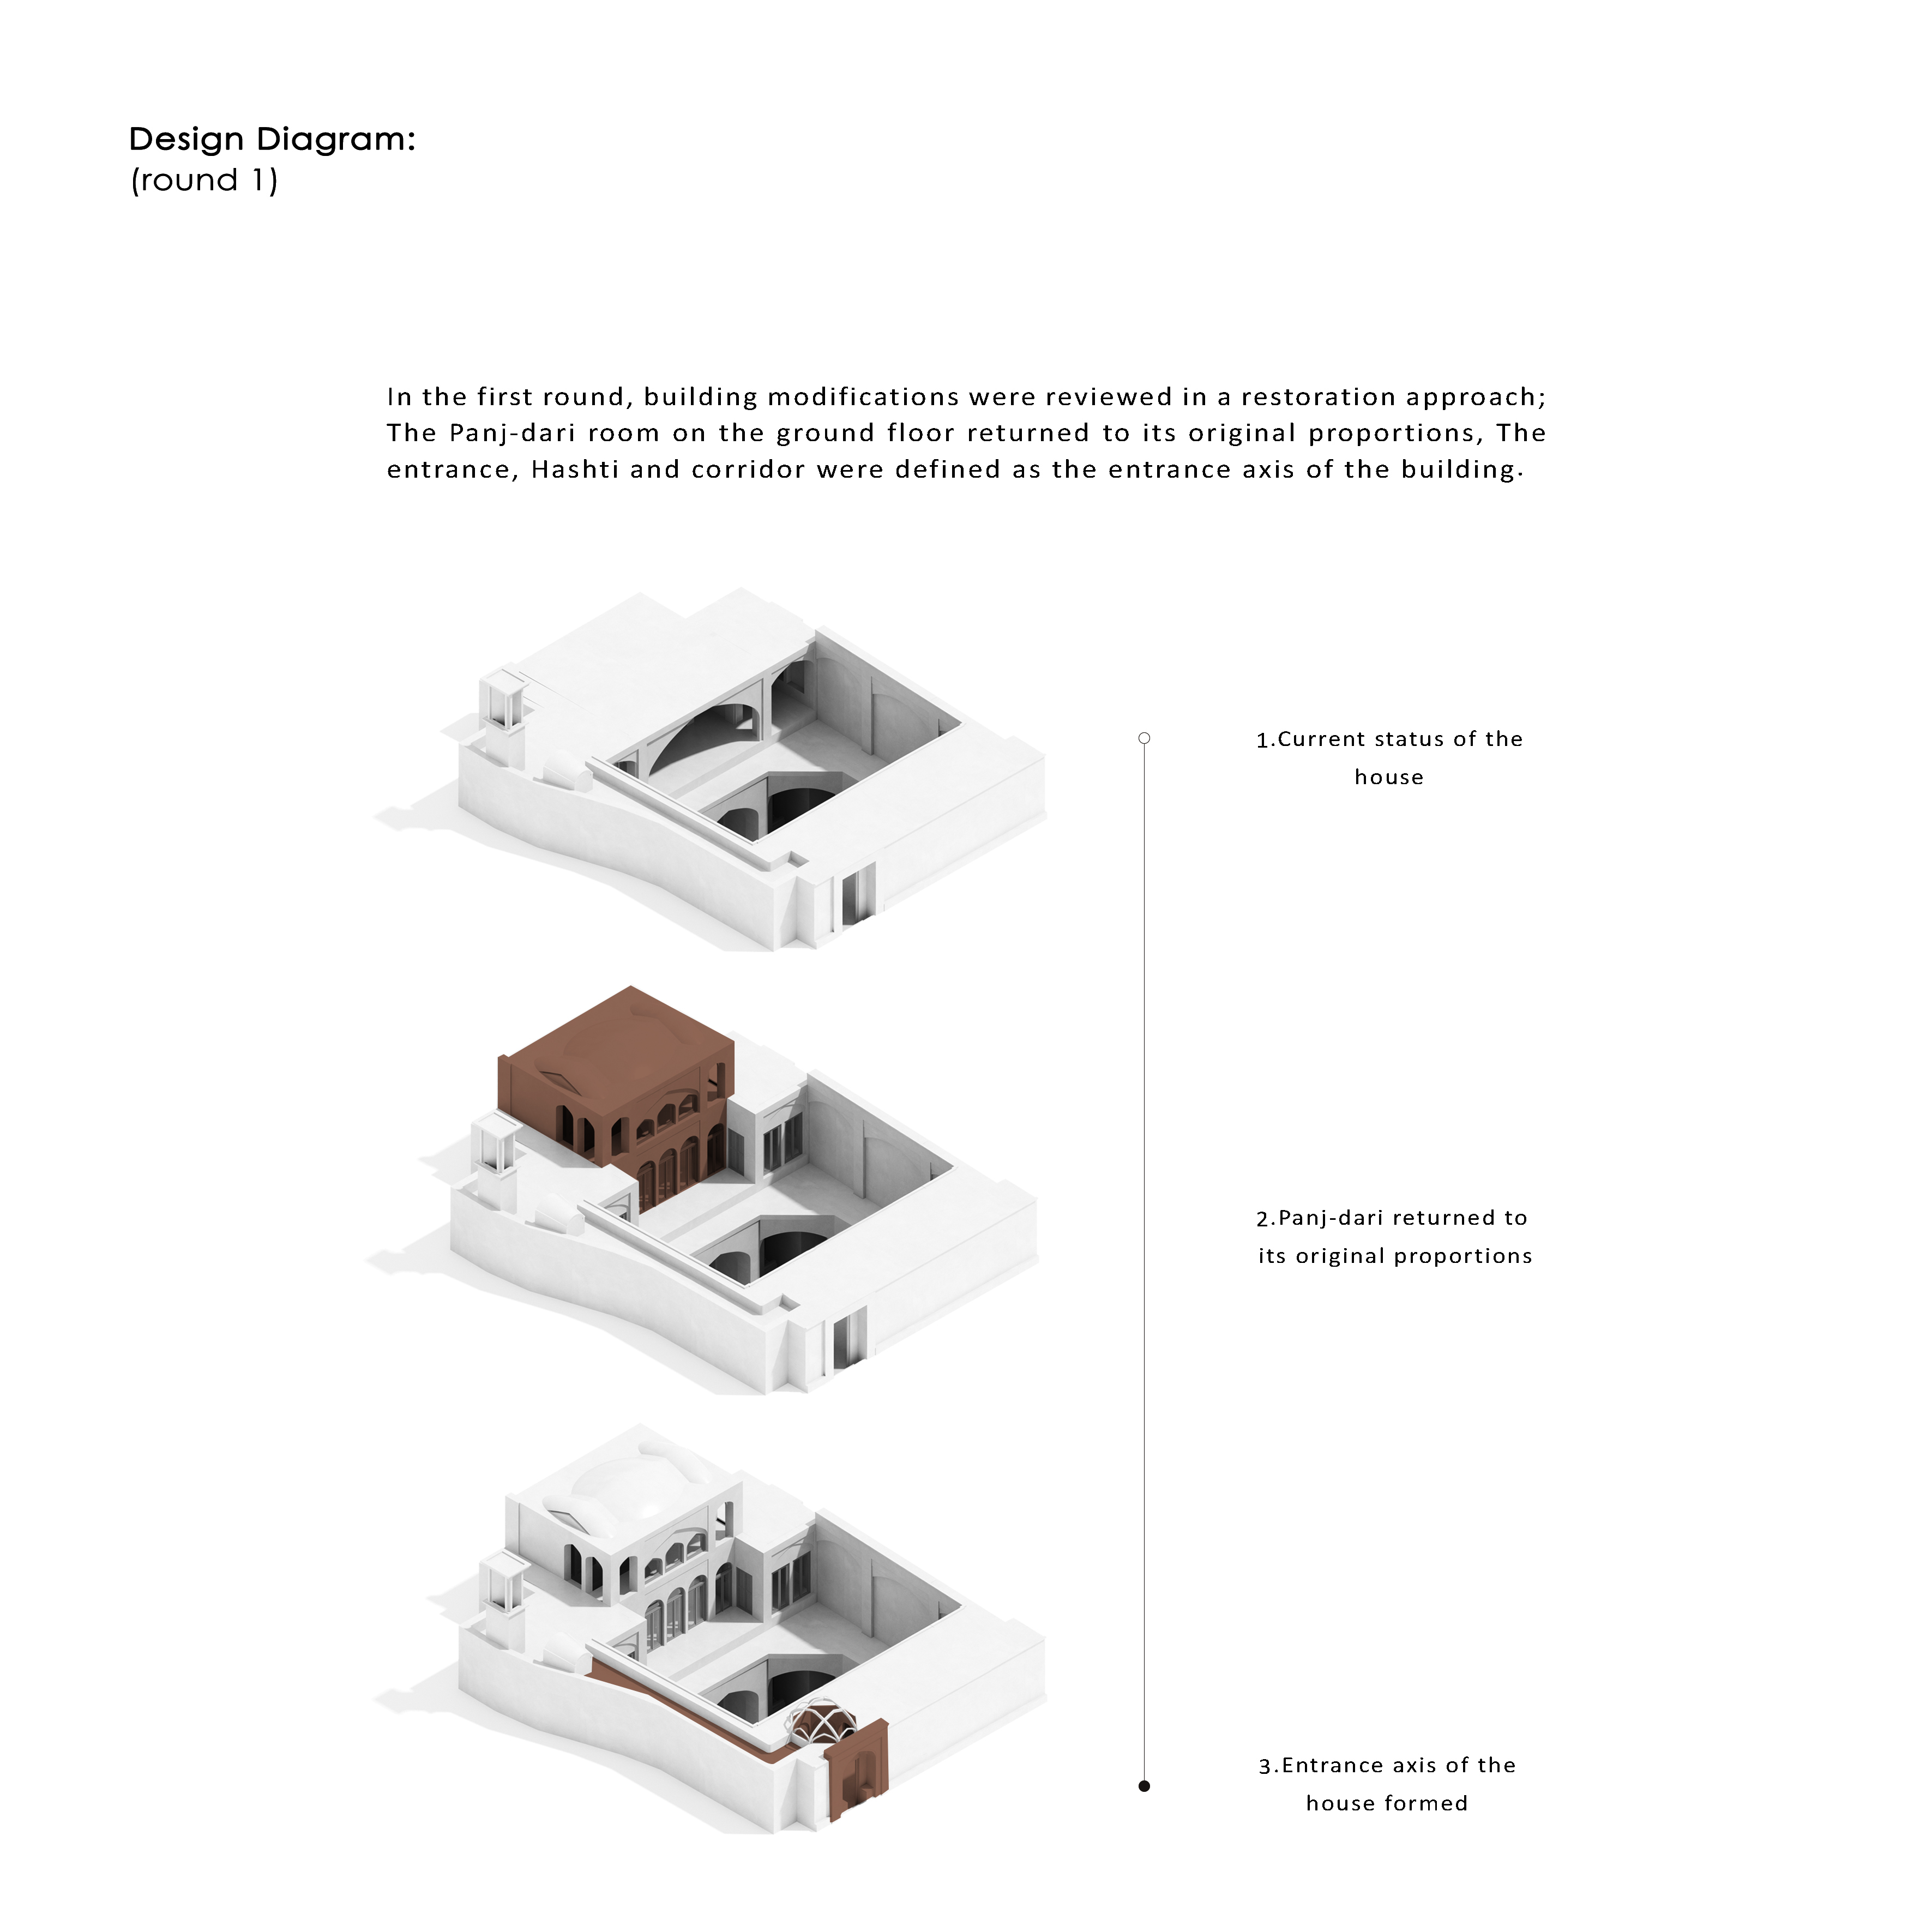 Design Diagram:
(round 1)
In the first round, building modifications were reviewed in a restoration approach;
The Panj-dari room on the ground floor returned to its original proportions, The
entrance, Hashti and corridor were defined as the entrance axis of the building.
1.Current status of the
house
2.Panj-dari returned to
its original proportions
3.Entrance axis of the
house formed